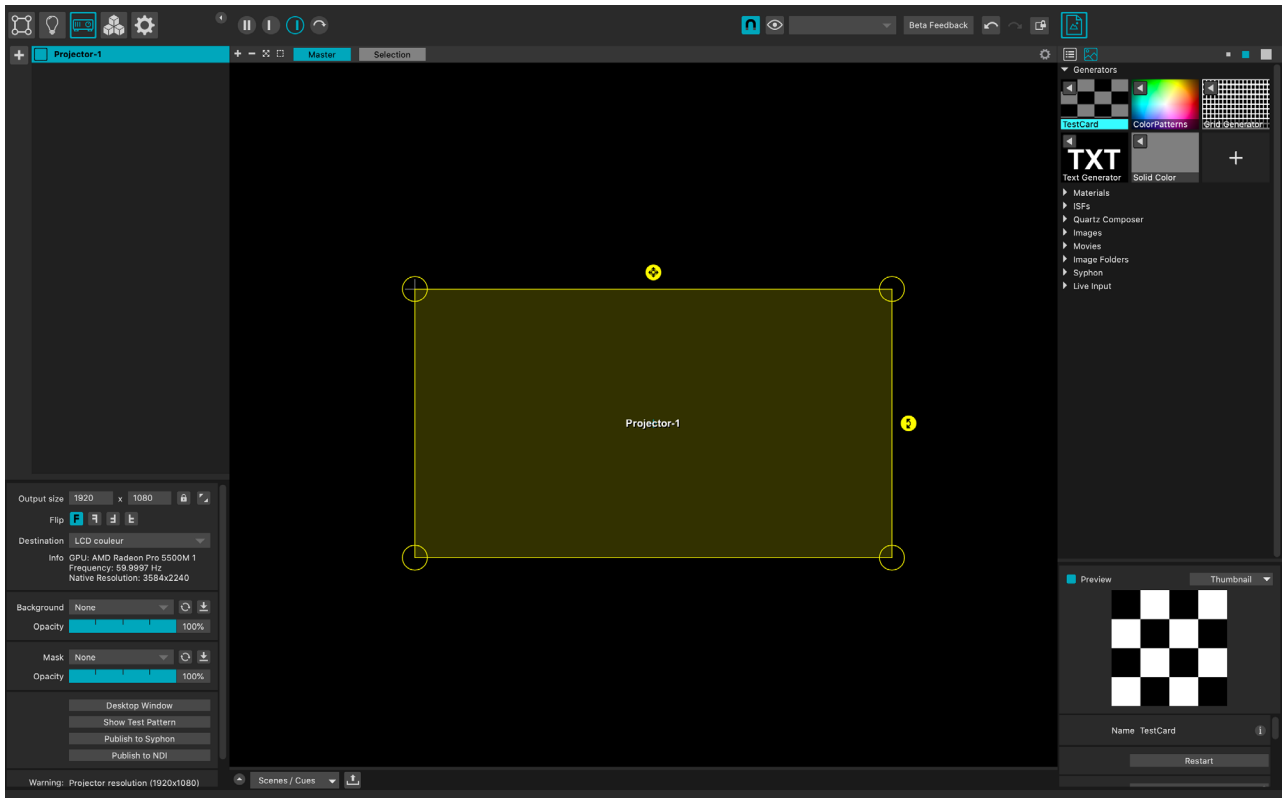 Beta Feedback
Projector-1
Master
Selection
Generators
TestCard
ColorPatterns
Grid Generator
TXT
Text Generator
Solid Color
Materials
ISFs
Quartz Composer
Images
Movies
Image Folders
Syphon
Live Input
Projector-1
Output size 1920 x 1080
Flip
Destination LCD couleur
Info GPU: AMD Radeon Pro 5500M 1
Frequency: 59.9997 Hz
Native Resolution: 3584x2240
Background None
Opacity 100%
Mask None
Opacity 100%
Desktop Window
Show Test Pattern
Publish to Syphon
Publish to NDI
Warning: Projector resolution (1920x1080)
Scenes / Cues
Preview Thumbnail
Name TestCard
Restart